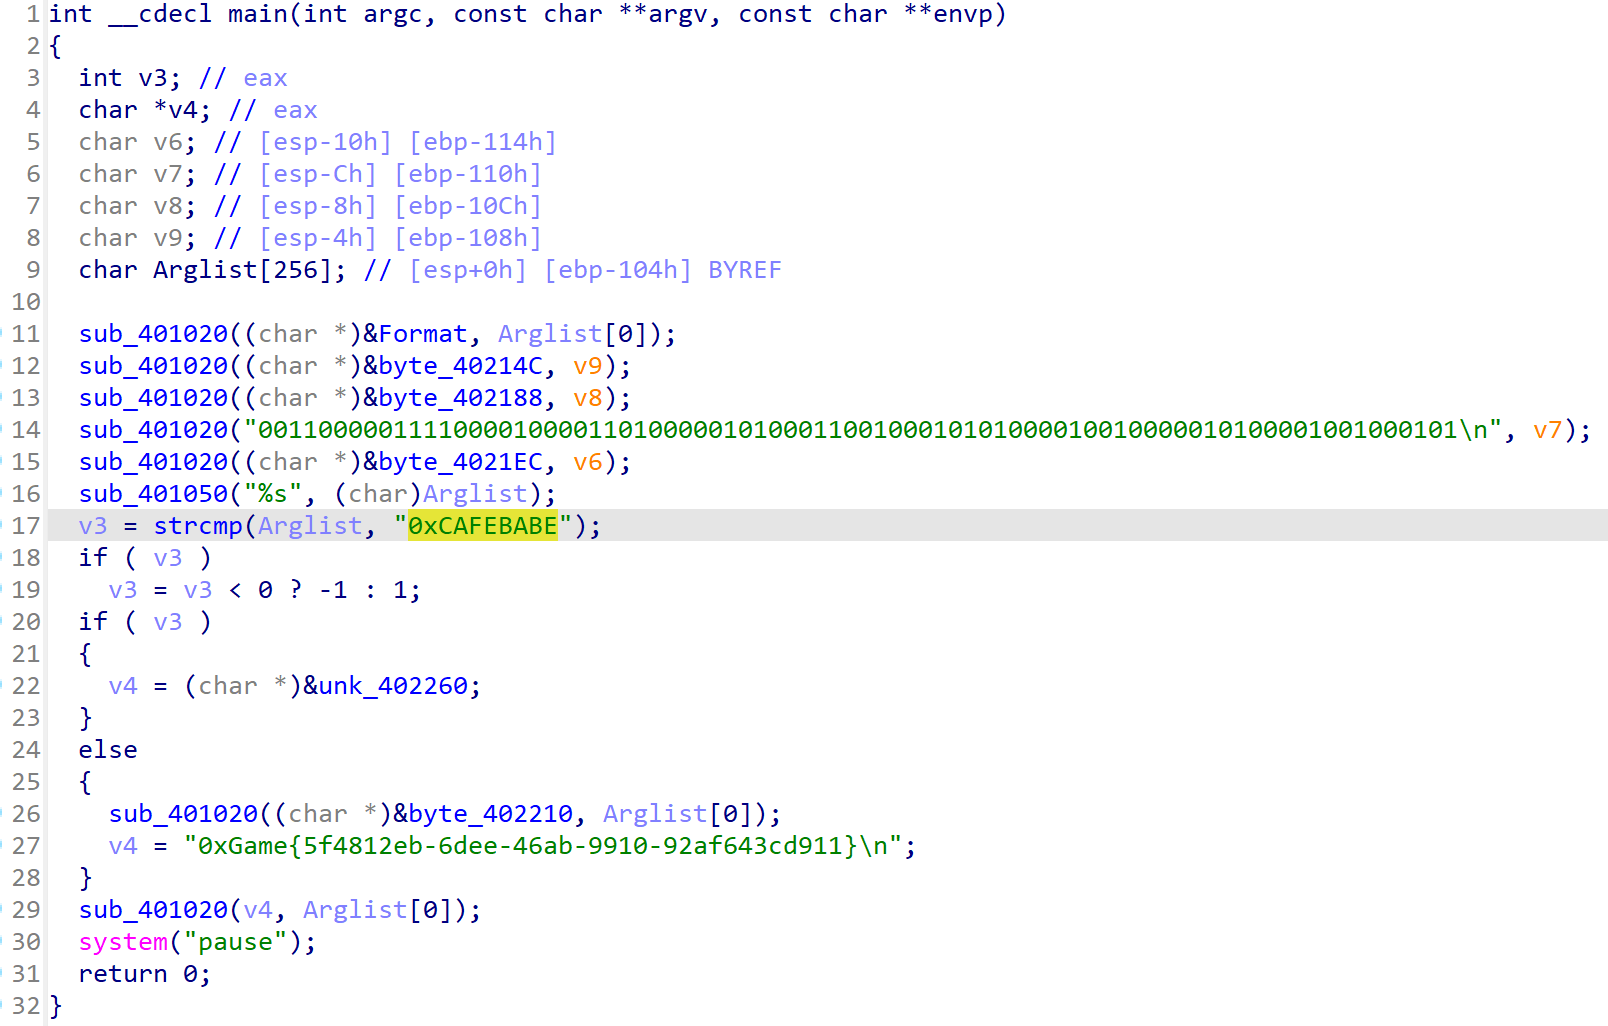 1 int __cdecl main(int argc, const char **argv, const char **envp)
2 {
3   int v3; // eax
4   char *v4; // eax
5   char v6; // [esp-10h] [ebp-114h]
6   char v7; // [esp-Ch] [ebp-110h]
7   char v8; // [esp-8h] [ebp-10Ch]
8   char v9; // [esp-4h] [ebp-108h]
9   char Arglist[256]; // [esp+0h] [ebp-104h] BYREF
10
11   sub_401020((char *)&Format, Arglist[0]);
12   sub_401020((char *)&byte_40214C, v9);
13   sub_401020((char *)&byte_402188, v8);
14   sub_401020("00110000011110000100001101000001010001100100010101000010010000010100001001000101\n", v7);
15   sub_401020((char *)&byte_4021EC, v6);
16   sub_401050("%s", (char)Arglist);
17   v3 = strcmp(Arglist, "0xCAFEBABE");
18   if ( v3 )
19     v3 = v3 < 0 ? -1 : 1;
20   if ( v3 )
21   {
22     v4 = (char *)&unk_402260;
23   }
24   else
25   {
26     sub_401020((char *)&byte_402210, Arglist[0]);
27     v4 = "0xGame{5f4812eb-6dee-46ab-9910-92af643cd911}\n";
28   }
29   sub_401020(v4, Arglist[0]);
30   system("pause");
31   return 0;
32 }